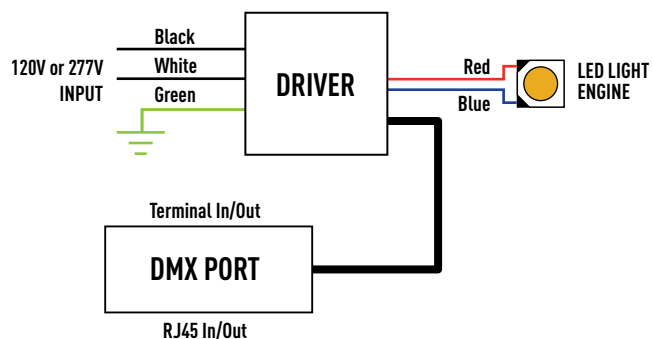 Black
120V or 277V
INPUT
White
Green
DRIVER
Red
Blue
LED LIGHT
ENGINE
Terminal In/Out
DMX PORT
RJ45 In/Out